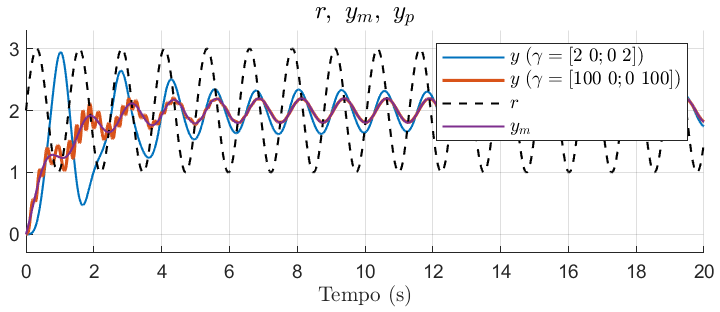 r, y_m, y_p
3
2
1
0
y (γ = [2 0; 0 2])
y (γ = [100 0; 0 100])
r
y_m
0 2 4 6 8 10 12 14 16 18 20
Tempo (s)